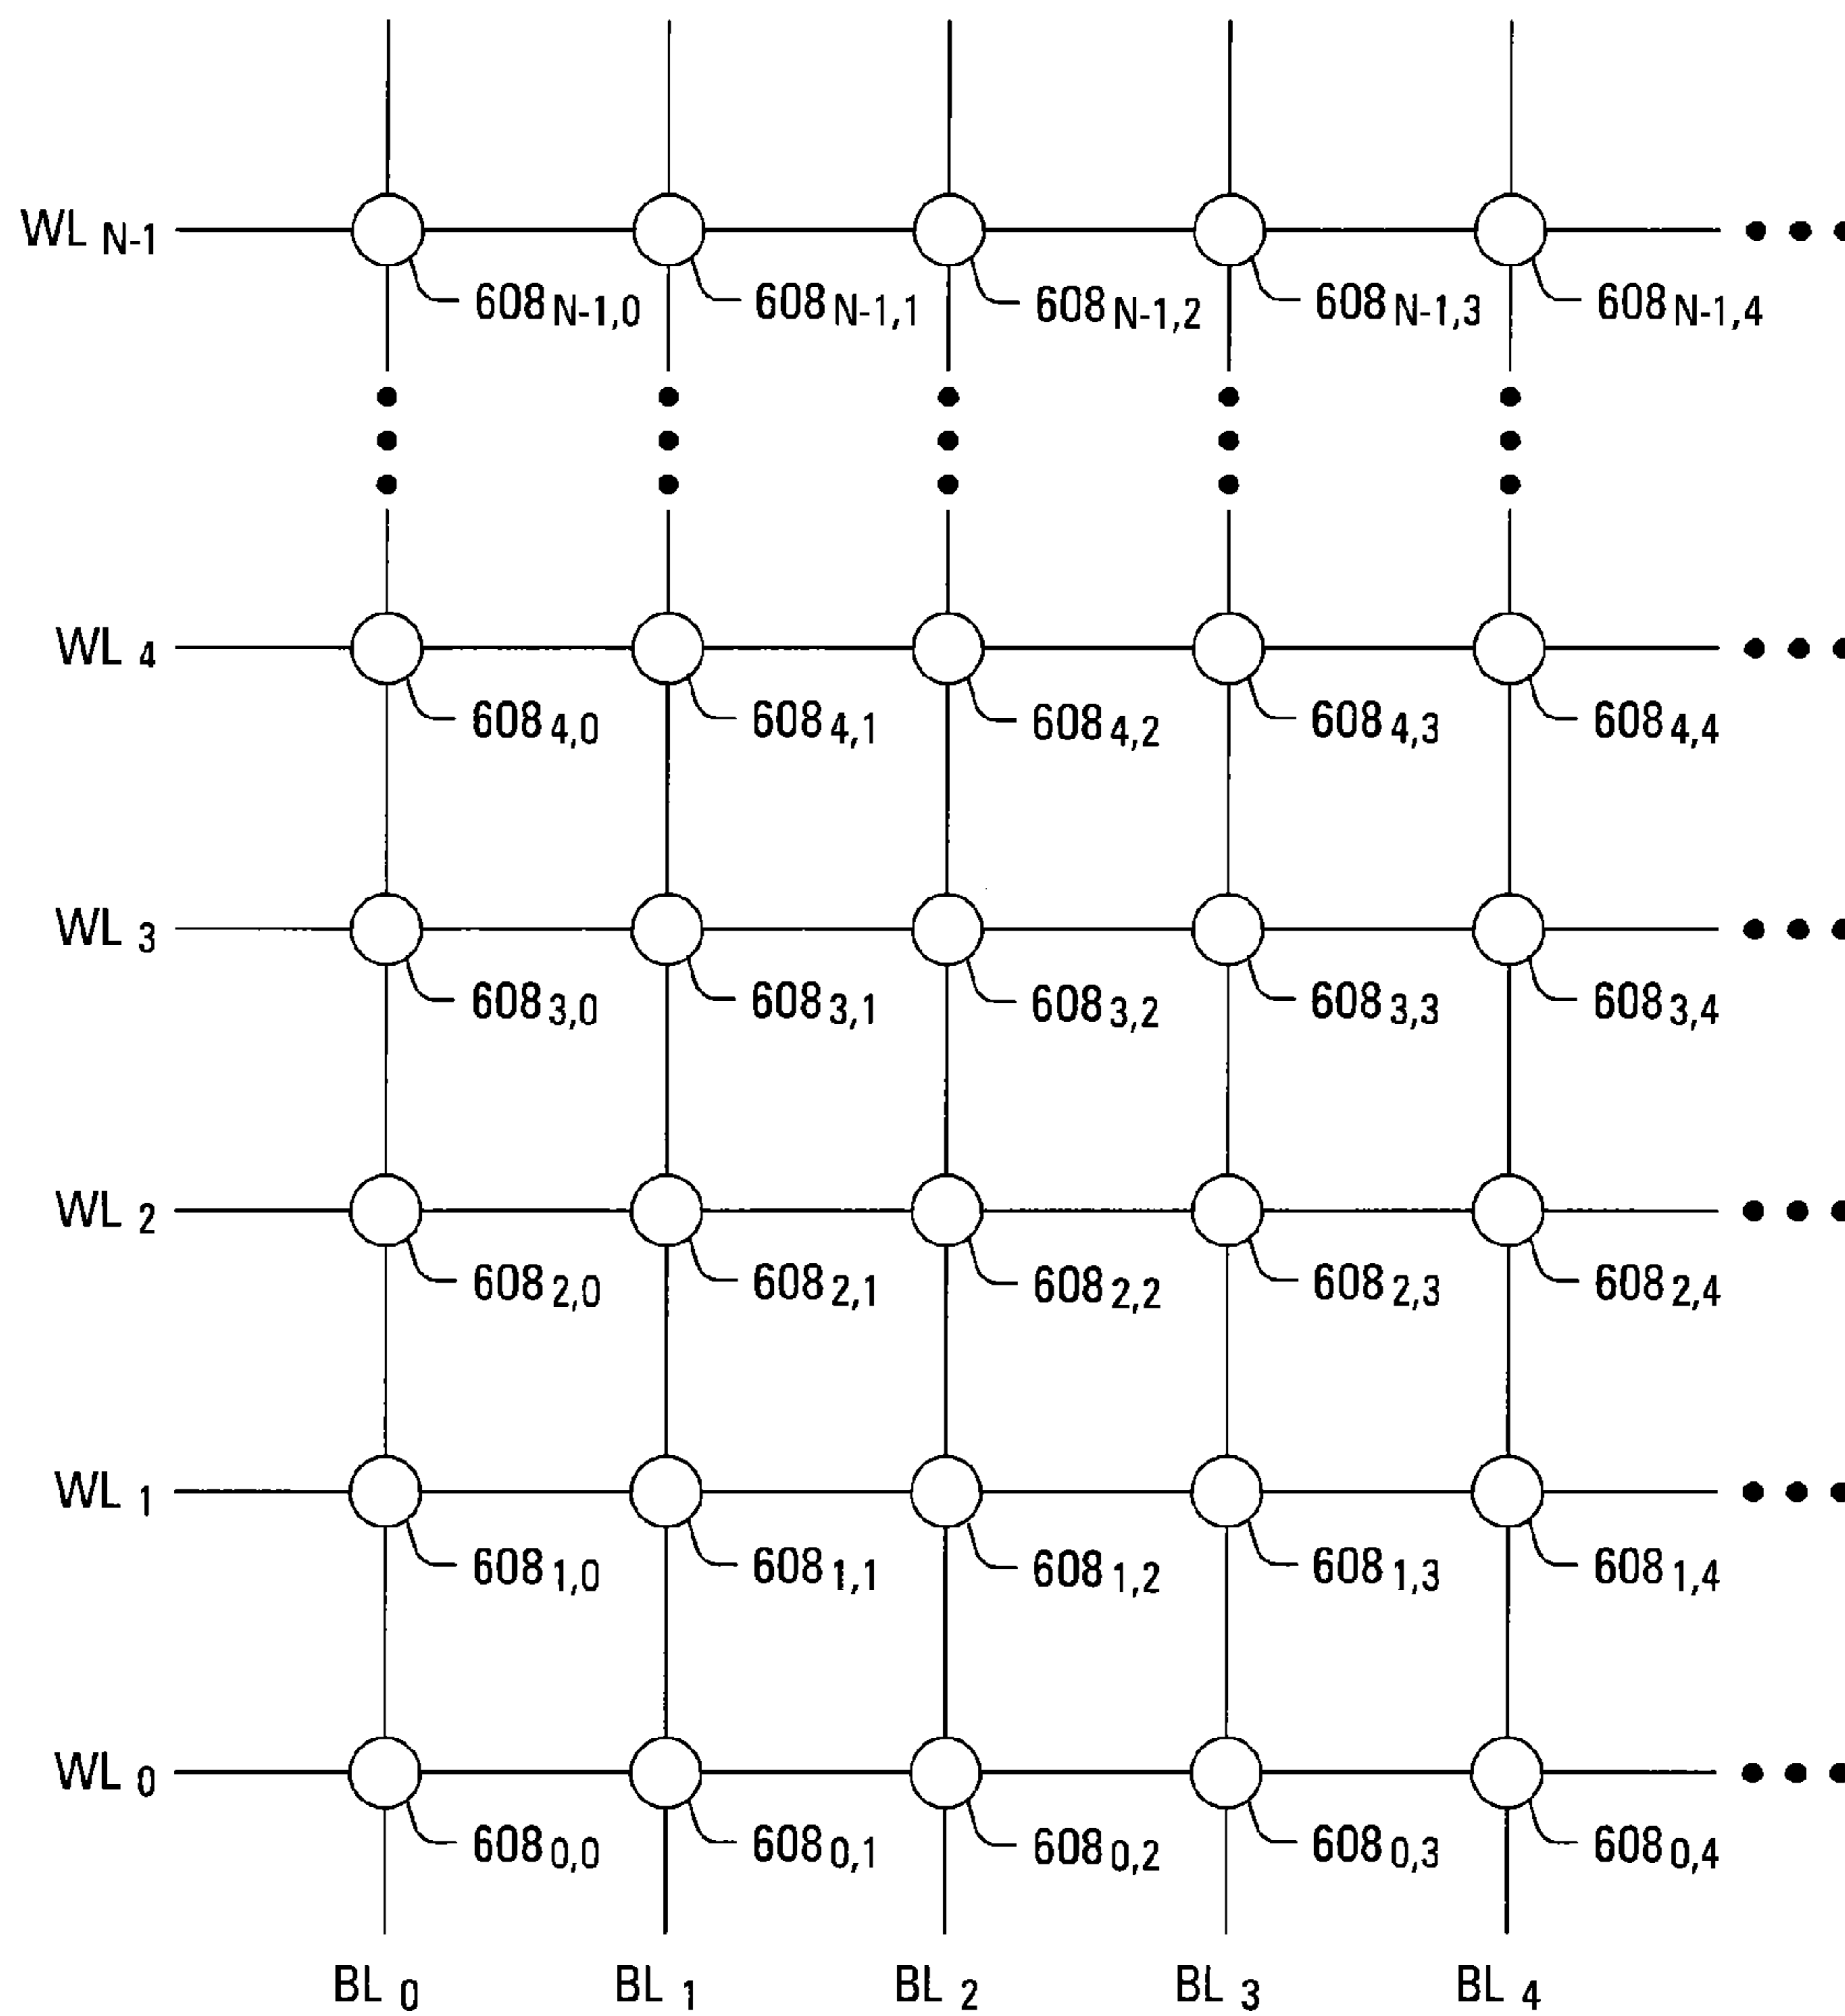 WL N-1
608 N-1,0 608 N-1,1 608 N-1,2 608 N-1,3 608 N-1,4
WL 4
608 4,0 608 4,1 608 4,2 608 4,3 608 4,4
WL 3
608 3,0 608 3,1 608 3,2 608 3,3 608 3,4
WL 2
608 2,0 608 2,1 608 2,2 608 2,3 608 2,4
WL 1
608 1,0 608 1,1 608 1,2 608 1,3 608 1,4
WL 0
608 0,0 608 0,1 608 0,2 608 0,3 608 0,4
BL 0 BL 1 BL 2 BL 3 BL 4